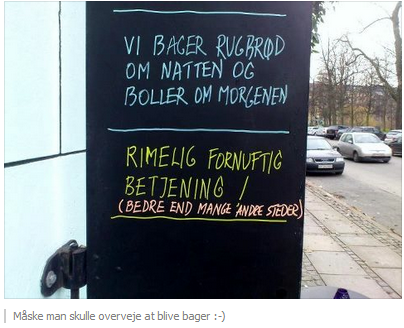 VI BAGER RUGBRØD
OM NATTEN OG
BOLLER OM MORGENEN
RIMELIG FORNUFTIG
BETJENING /
(BEDRE END MANGE ANDRE STEDER)
Måske man skulle overveje at blive bager :-)